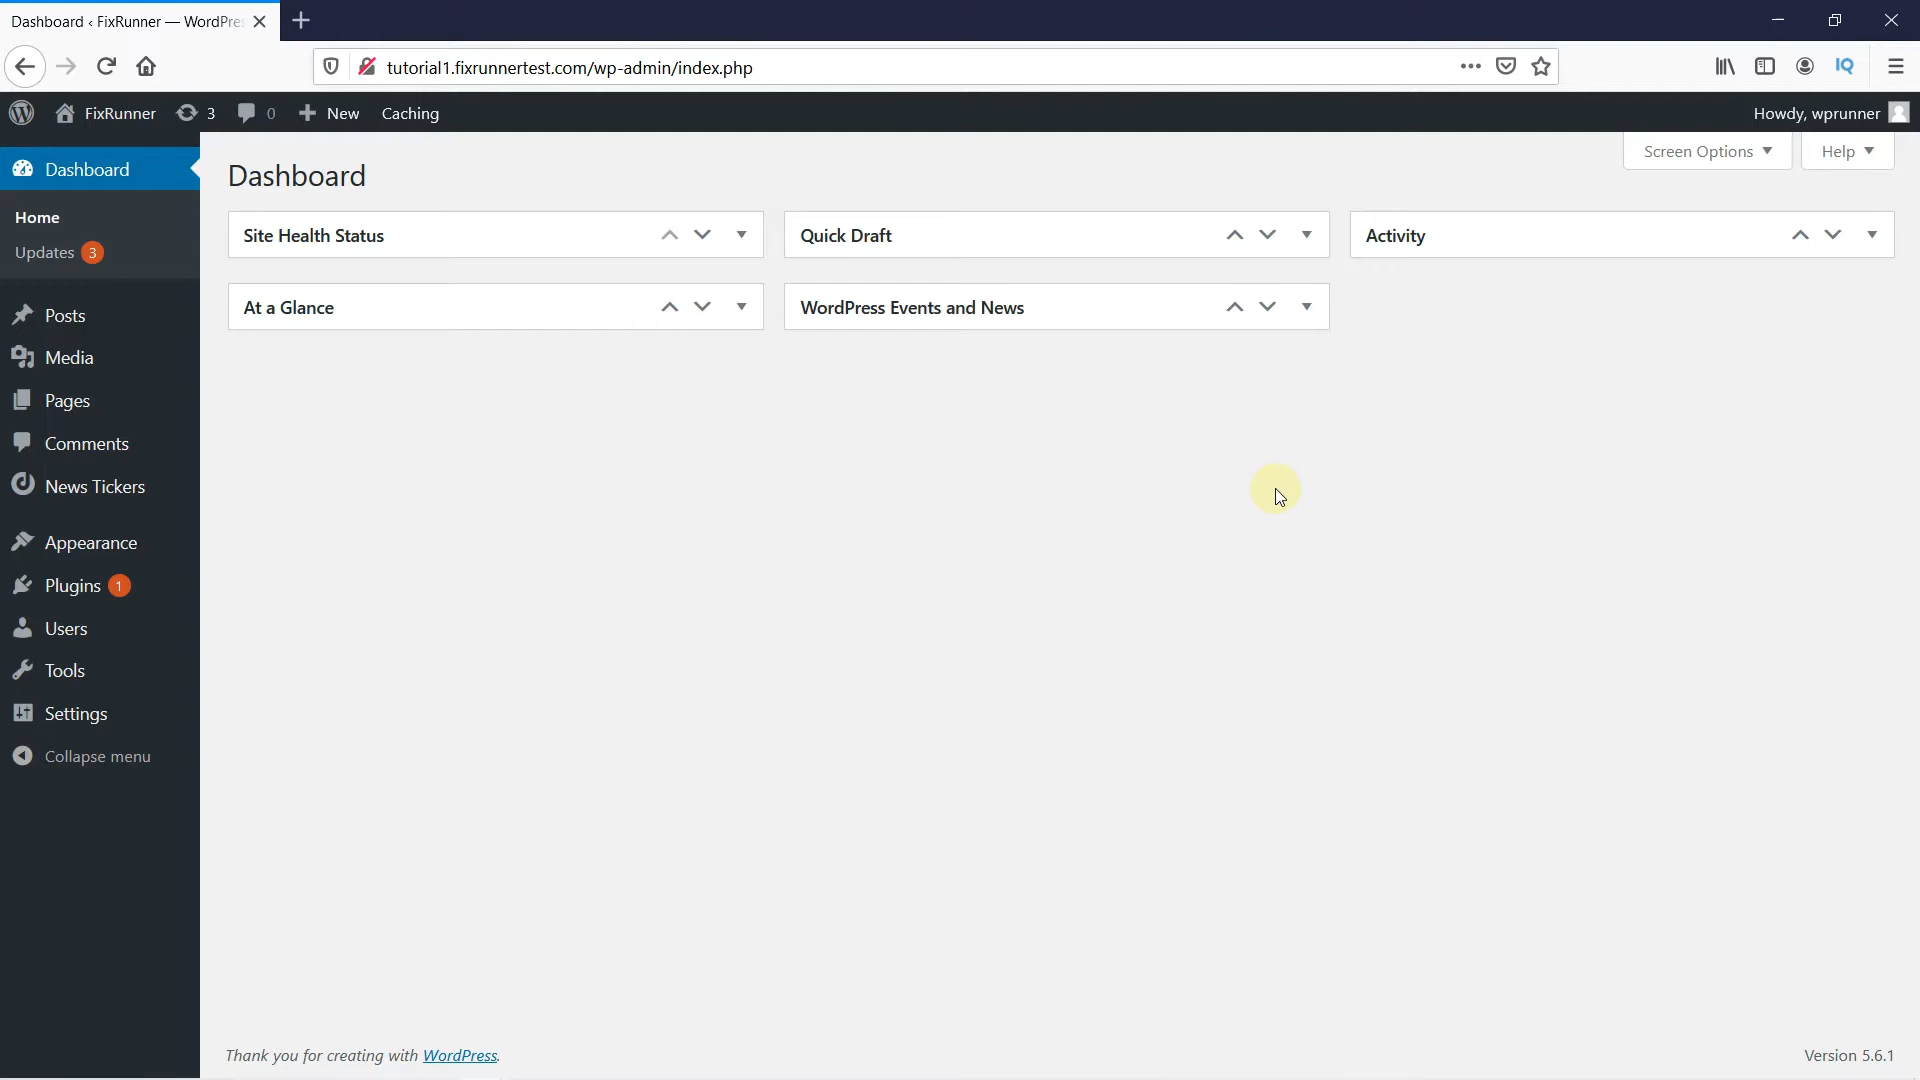 Dashboard ‹ FixRunner — WordPre
tutorial1.fixrunnertest.com/wp-admin/index.php
IQ
FixRunner 3 0 New Caching
Howdy, wprunner
Screen Options Help
Dashboard
Home
Updates 3
Posts
Media
Pages
Comments
News Tickers
Appearance
Plugins 1
Users
Tools
Settings
Collapse menu
Dashboard
Site Health Status
Quick Draft
Activity
At a Glance
WordPress Events and News
Thank you for creating with WordPress.
Version 5.6.1